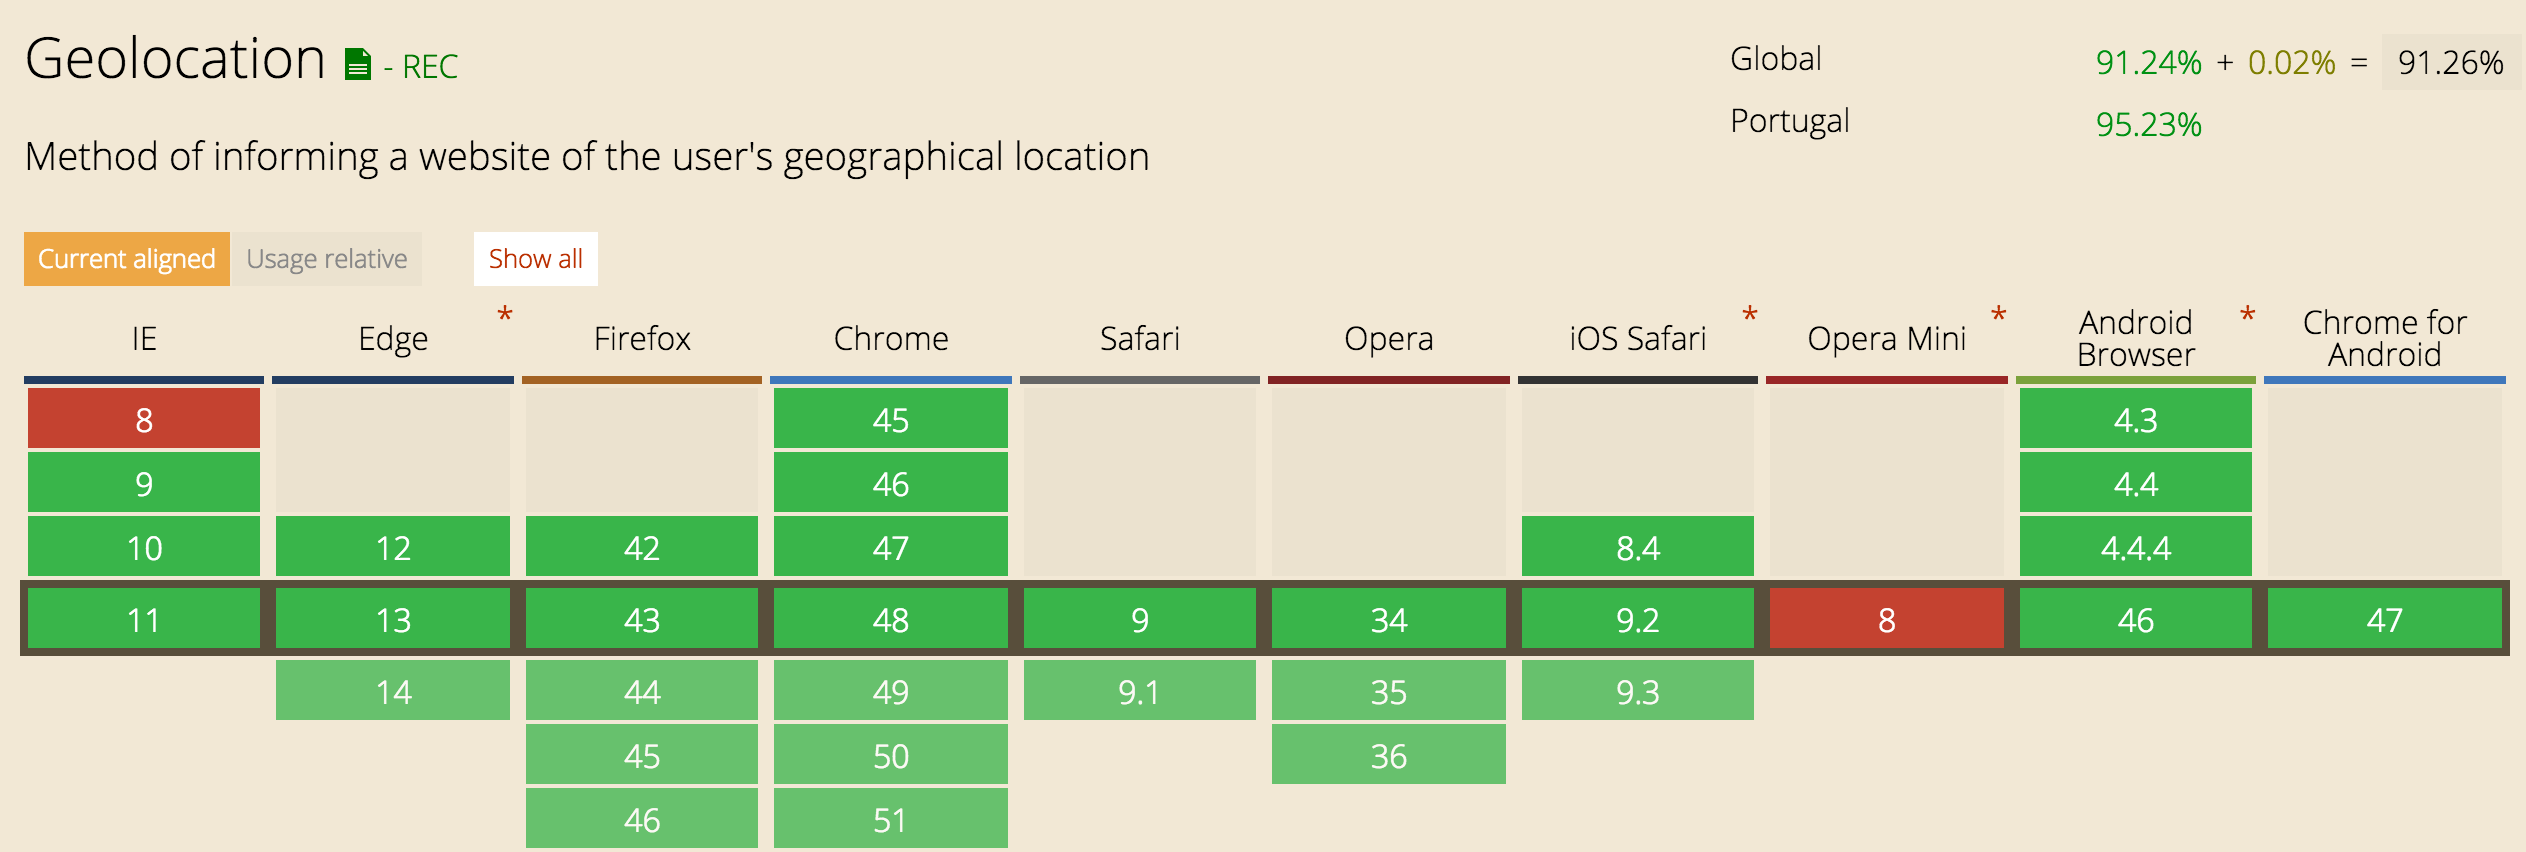 Geolocation - REC
Global 91.24% + 0.02% = 91.26%
Portugal 95.23%
Method of informing a website of the user's geographical location
Current aligned Usage relative Show all
IE Edge * Firefox Chrome Safari Opera iOS Safari * Opera Mini * Android Browser * Chrome for Android
8 45 4.3
9 46 4.4
10 12 42 47 8.4 4.4.4
11 13 43 48 9 34 9.2 8 46 47
14 44 49 9.1 35 9.3
45 50 36
46 51